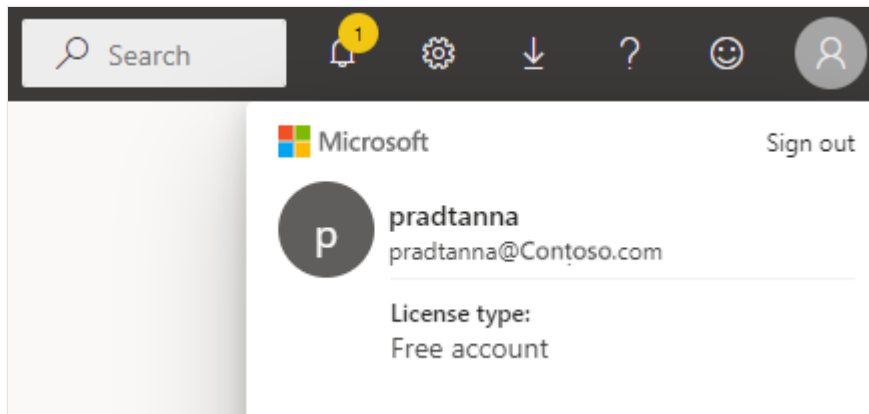 Search
1
?
Microsoft
Sign out
p
pradtanna
pradtanna@Contoso.com
License type:
Free account